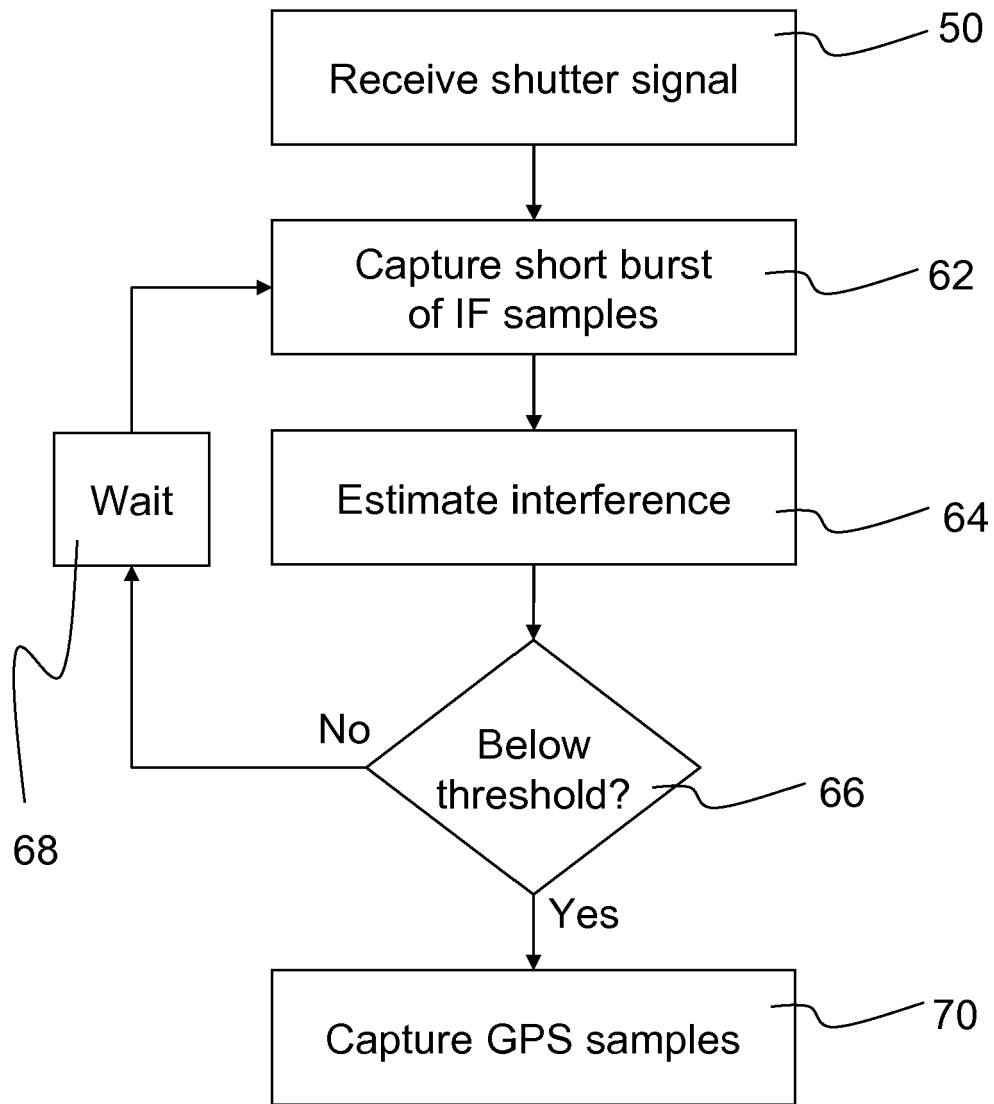 50
Receive shutter signal
Capture short burst
of IF samples
62
Wait
Estimate interference
64
No
Below
threshold?
66
68
Yes
Capture GPS samples
70